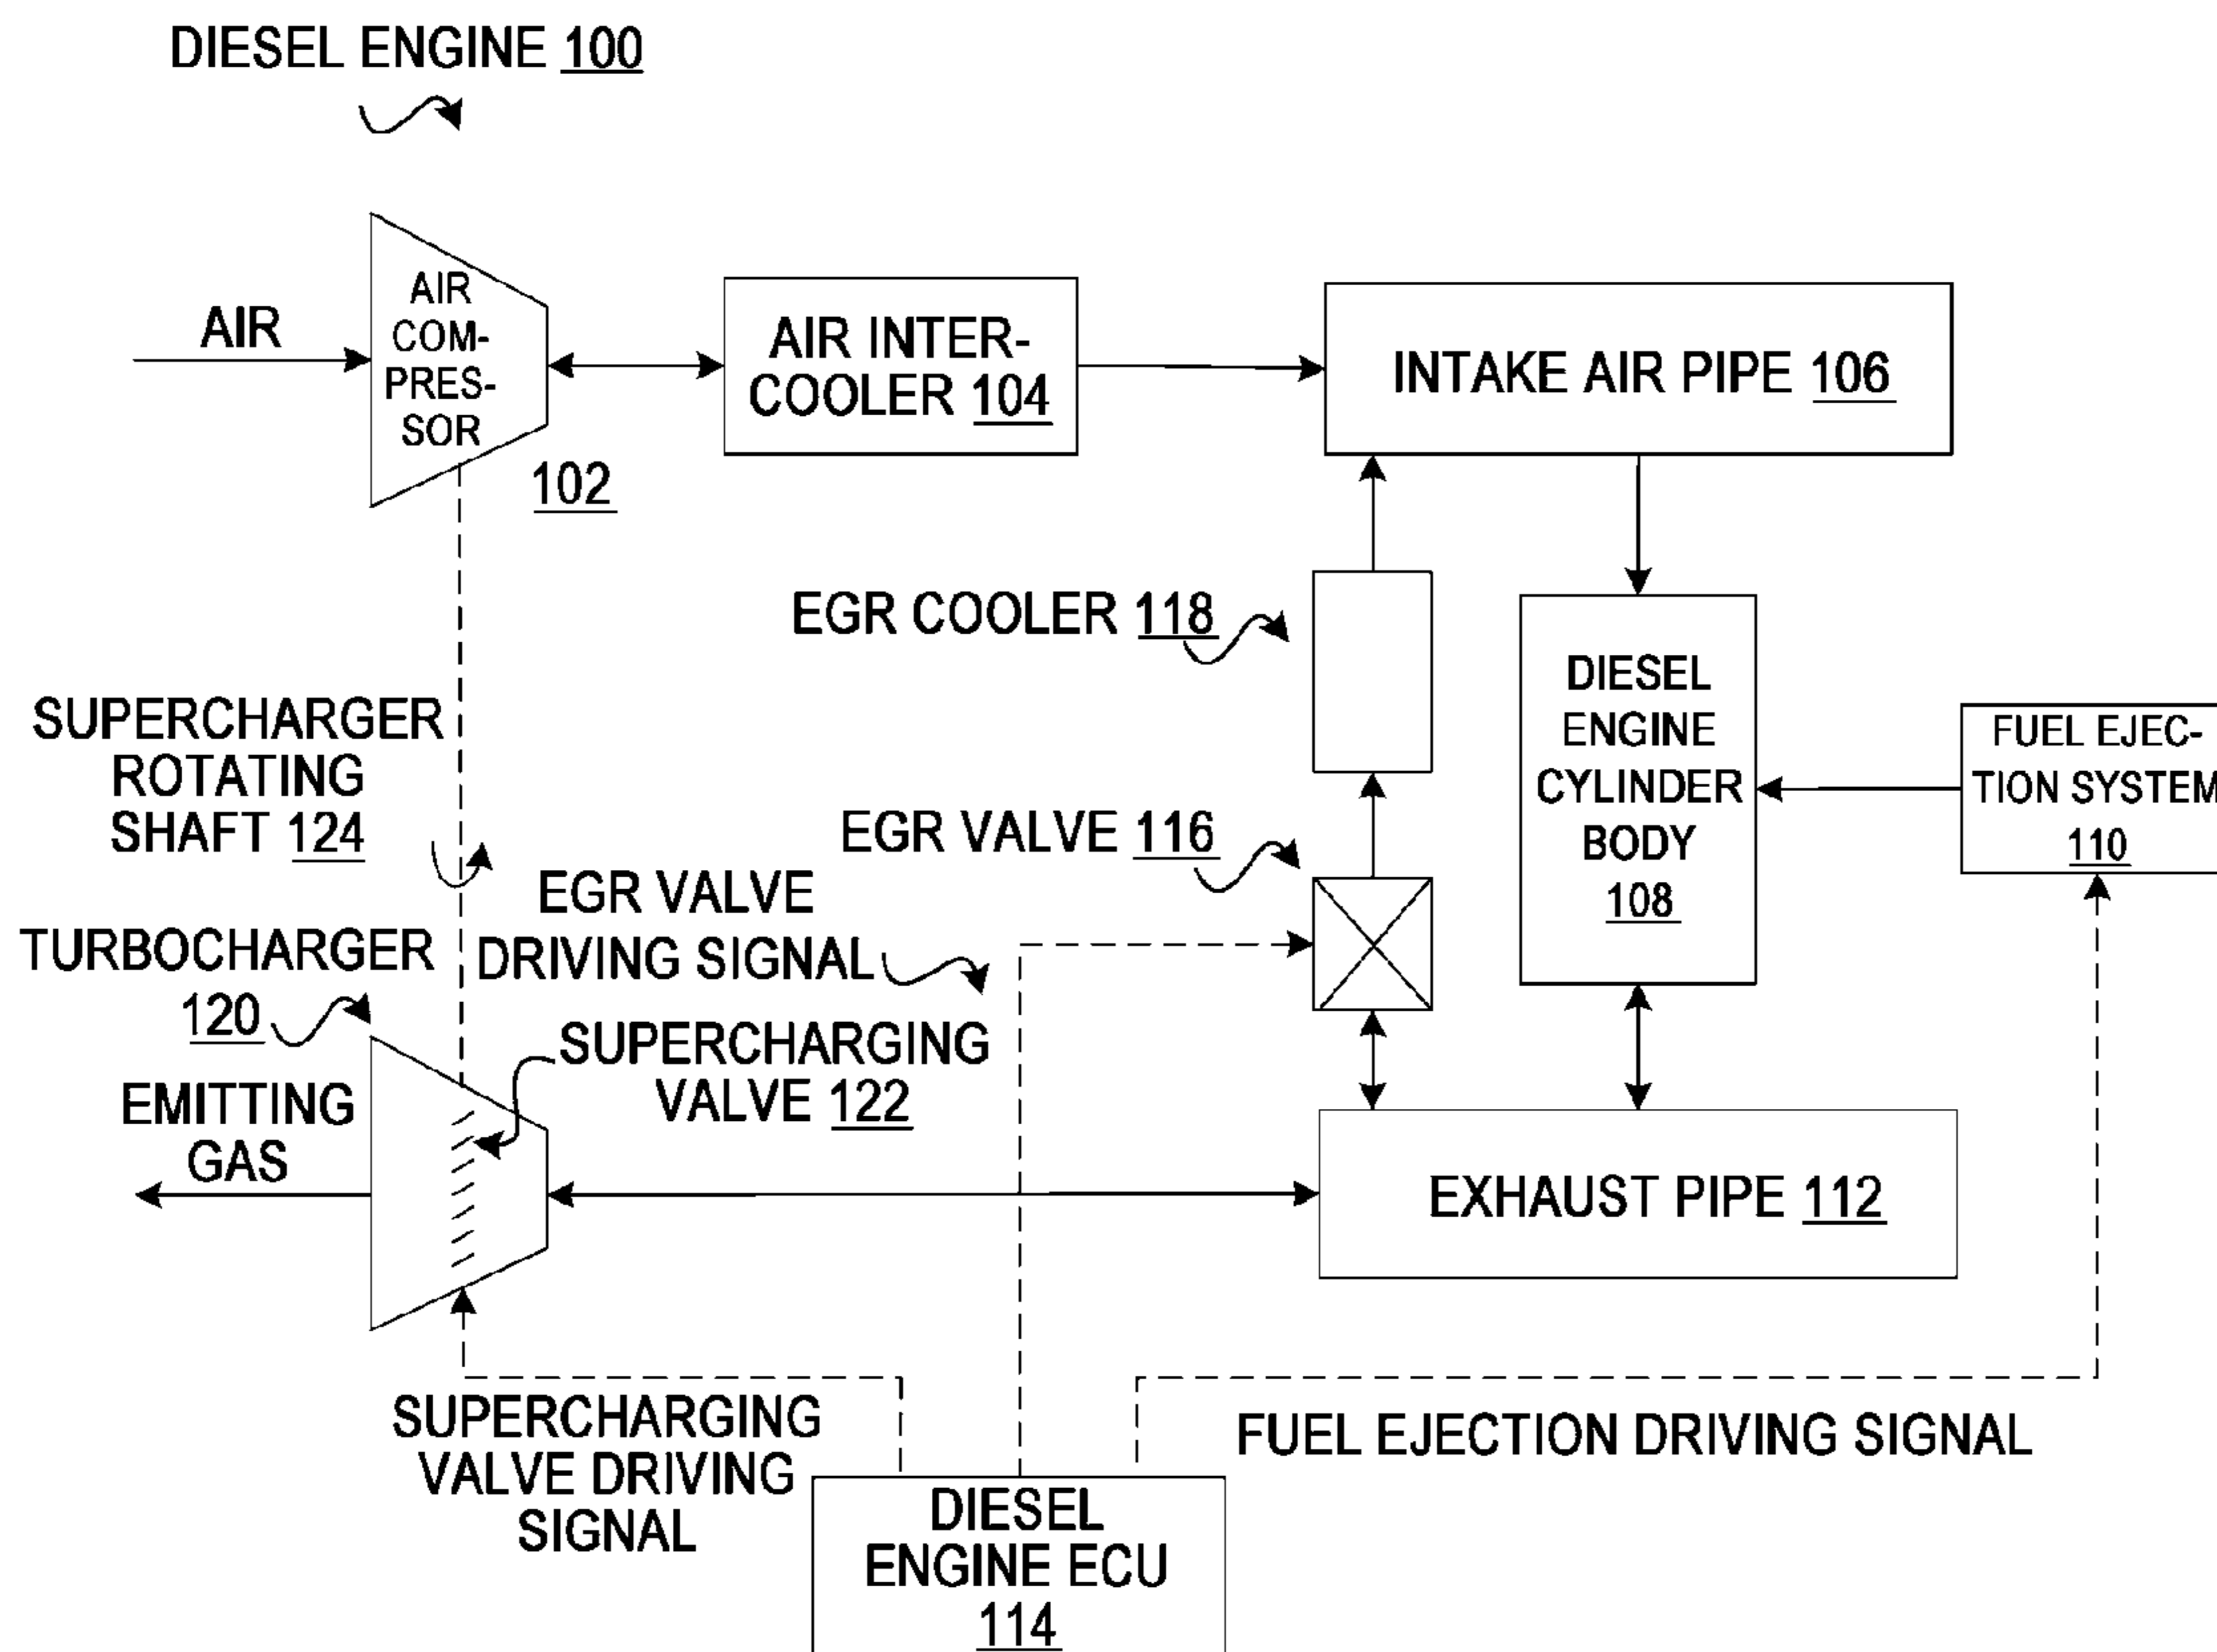 DIESEL ENGINE 100
AIR
AIR
COM-
PRES-
SOR
102
AIR INTER-
COOLER 104
INTAKE AIR PIPE 106
EGR COOLER 118
DIESEL
ENGINE
CYLINDER
BODY
108
FUEL EJEC-
TION SYSTEM
110
SUPERCHARGER
ROTATING
SHAFT 124
EGR VALVE 116
EGR VALVE
DRIVING SIGNAL
TURBOCHARGER
120
SUPERCHARGING
VALVE 122
EMITTING
GAS
EXHAUST PIPE 112
SUPERCHARGING
VALVE DRIVING
SIGNAL
FUEL EJECTION DRIVING SIGNAL
DIESEL
ENGINE ECU
114